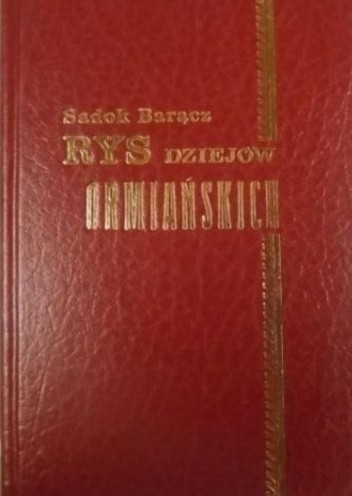 Sadok Barącz
RYS DZIEJÓW
ORMIAŃSKICH